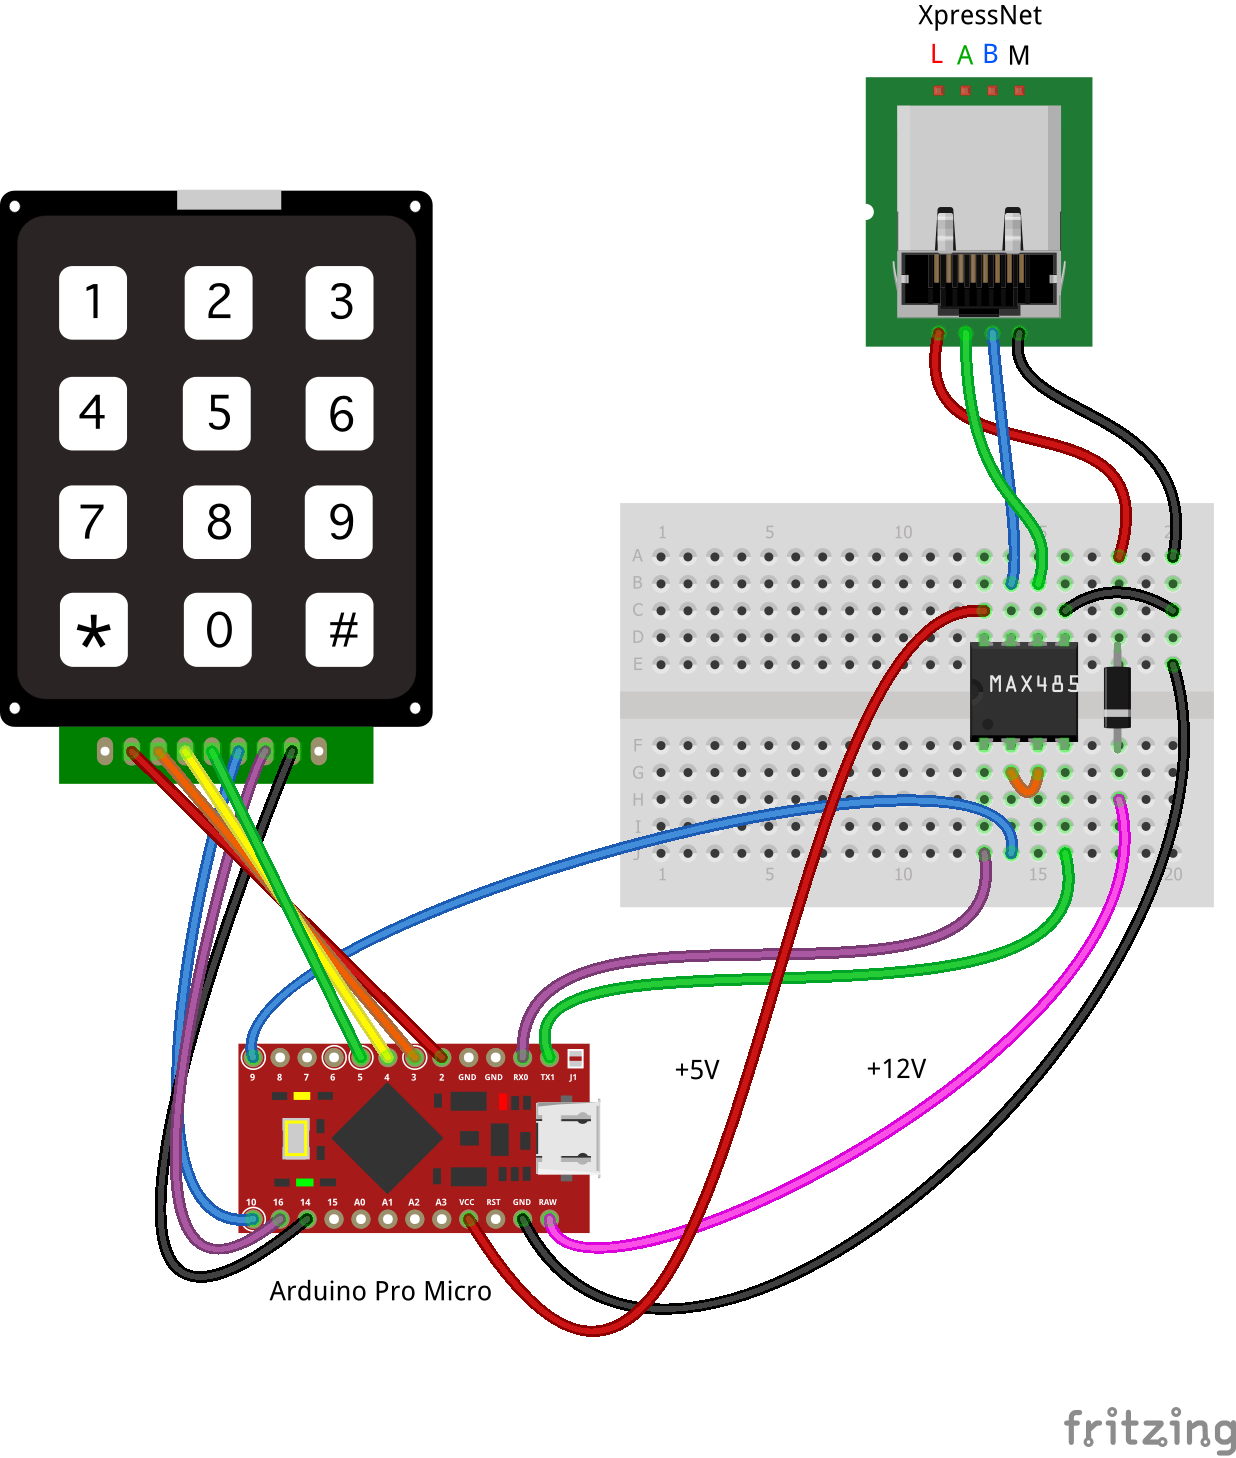 XpressNet
L A B M
1 2 3
4 5 6
7 8 9
* 0 #
1 5 10 15 20
A
B
C
D
E
MAX485
F
G
H
I
J
1 5 10 15 20
9 8 7 6 5 4 3 2 GND GND RX0 TX1 J1
+5V +12V
10 16 14 15 A0 A1 A2 A3 VCC RST GND RAW
Arduino Pro Micro
fritzing